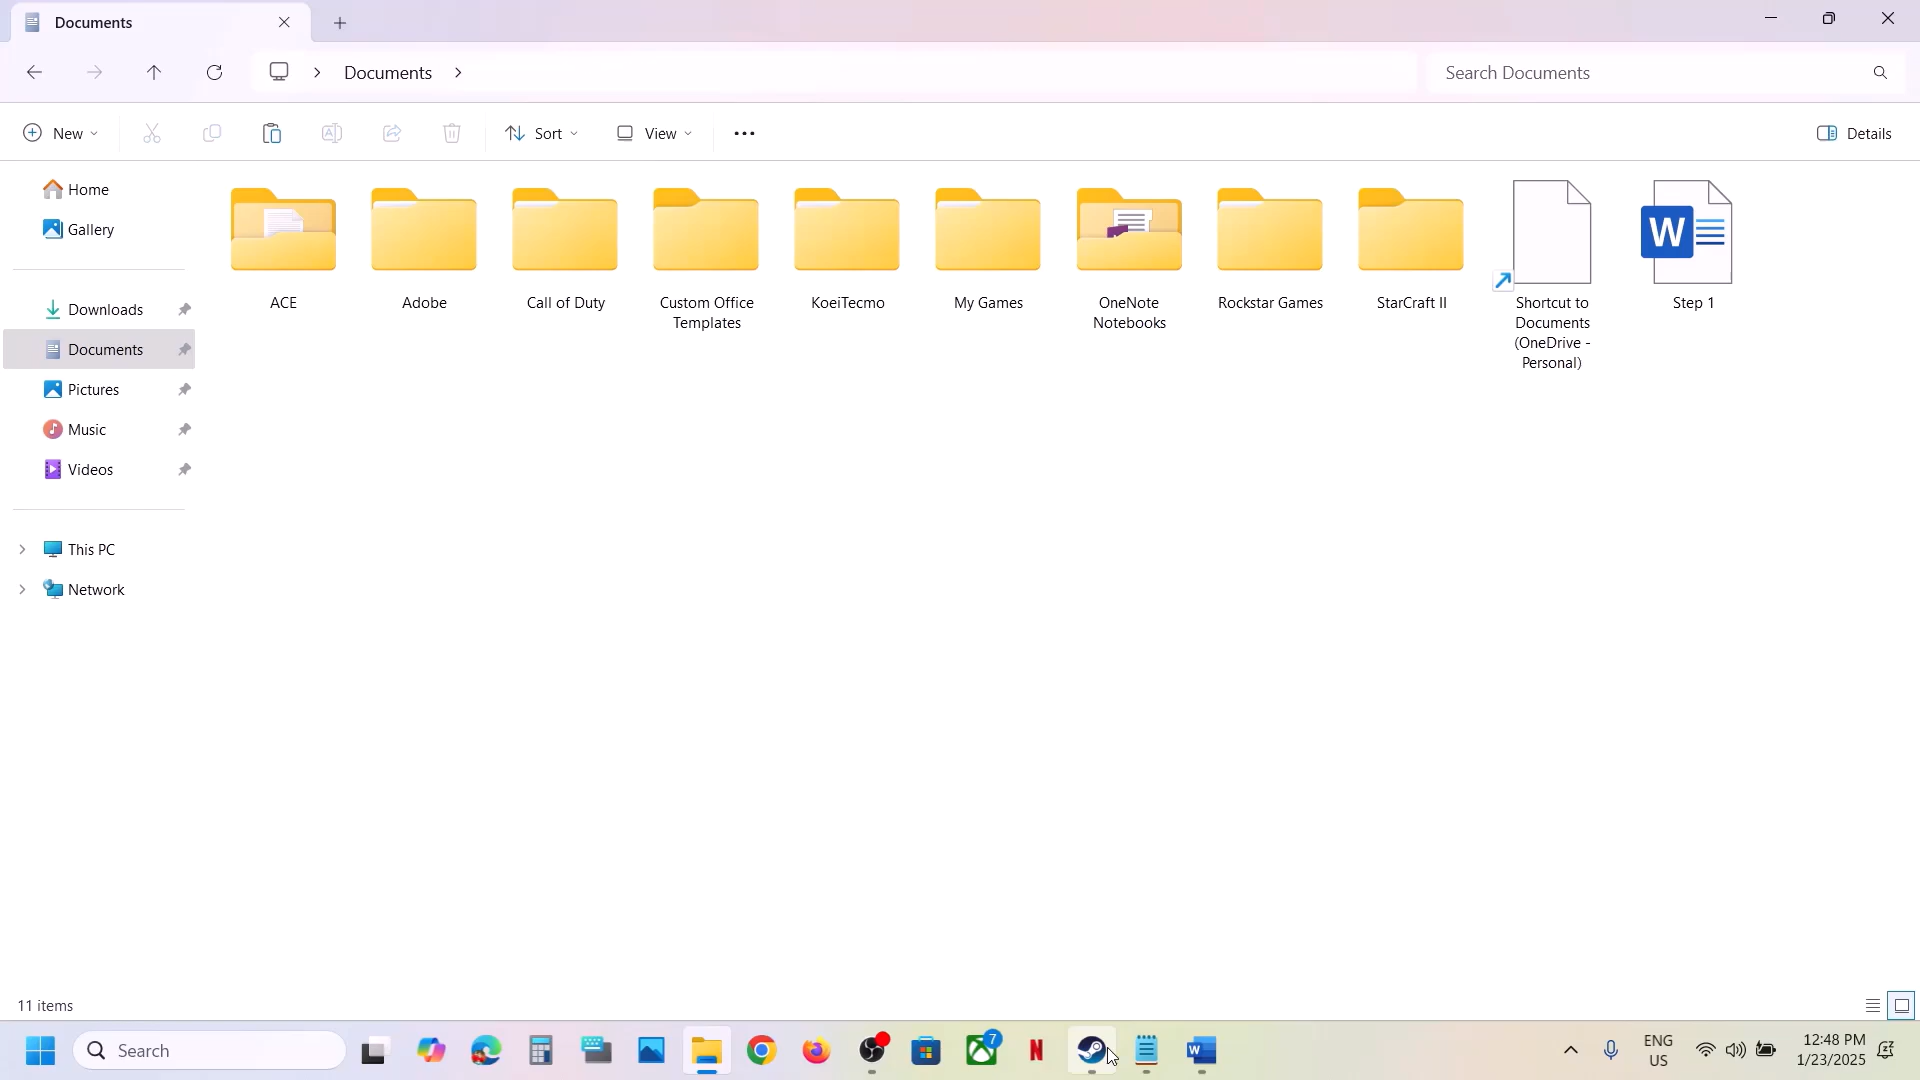 Documents
Documents
Search Documents
New
Sort
View
Details
Home
Gallery
Downloads
Documents
Pictures
Music
Videos
This PC
Network
ACE
Adobe
Call of Duty
Custom Office
Templates
KoeiTecmo
My Games
OneNote
Notebooks
Rockstar Games
StarCraft II
Shortcut to
Documents
(OneDrive -
Personal)
W
Step 1
11 items
Search
7
N
W
ENG
US
12:48 PM
1/23/2025